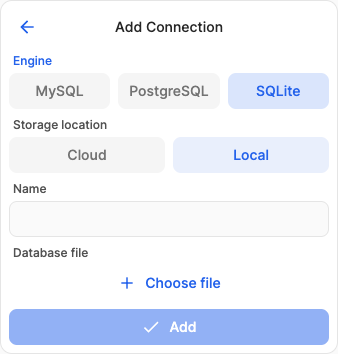 Add Connection
Engine
MySQL PostgreSQL SQLite
Storage location
Cloud Local
Name
Database file
Choose file
Add